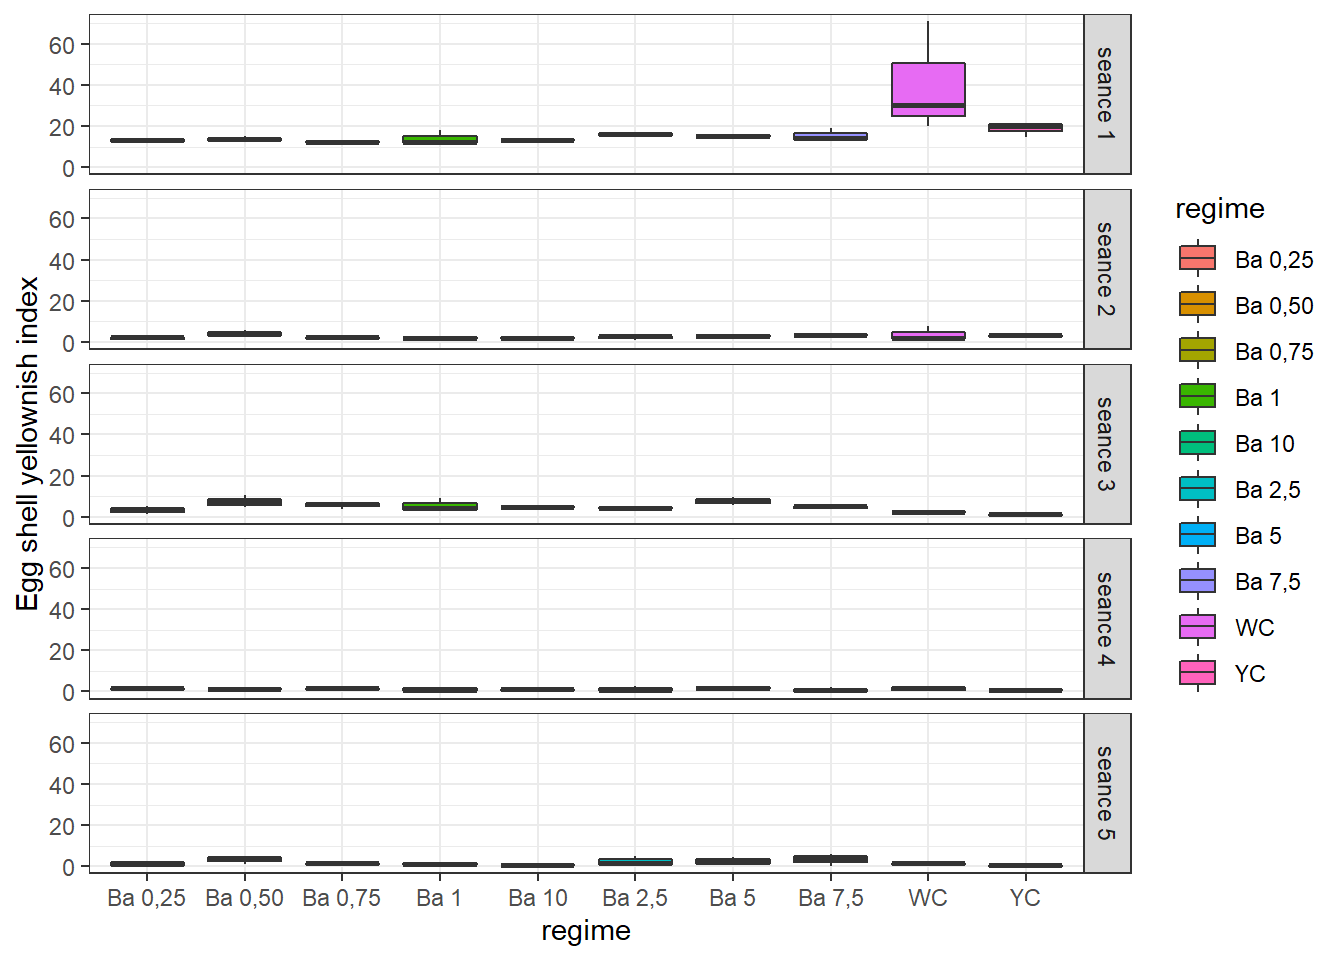 Egg shell yellownish index
60
40
20
0
seance 1
60
40
20
0
seance 2
60
40
20
0
seance 3
60
40
20
0
seance 4
60
40
20
0
seance 5
Ba 0,25 Ba 0,50 Ba 0,75 Ba 1 Ba 10 Ba 2,5 Ba 5 Ba 7,5 WC YC
regime
regime
Ba 0,25
Ba 0,50
Ba 0,75
Ba 1
Ba 10
Ba 2,5
Ba 5
Ba 7,5
WC
YC